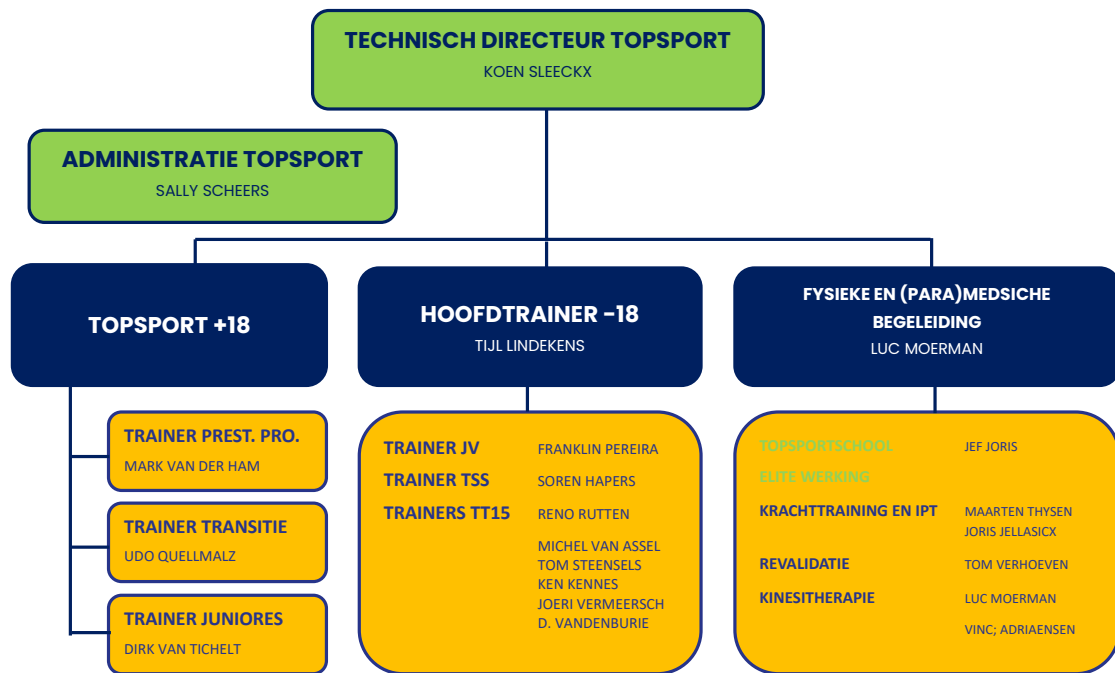 TECHNISCH DIRECTEUR TOPSPORT
KOEN SLEECKX
ADMINISTRATIE TOPSPORT
SALLY SCHEERS
TOPSPORT +18
TRAINER PREST. PRO.
MARK VAN DER HAM
TRAINER TRANSITIE
UDO QUELLMALZ
TRAINER JUNIORES
DIRK VAN TICHELT
HOOFDTRAINER -18
TIJL LINDEKENS
TRAINER JV FRANKLIN PEREIRA
TRAINER TSS SOREN HAPERS
TRAINERS TT15 RENO RUTTEN
MICHEL VAN ASSEL
TOM STEENSELS
KEN KENNES
JOERI VERMEERSCH
D. VANDENBURIE
FYSIEKE EN (PARA)MEDSICHE
BEGELEIDING
LUC MOERMAN
TOPSPORTSCHOOL JEF JORIS
ELITE WERKING
KRACHTTRAINING EN IPT MAARTEN THYSEN
JORIS JELLASICX
REVALIDATIE TOM VERHOEVEN
KINESITHERAPIE LUC MOERMAN
VINC; ADRIAENSEN